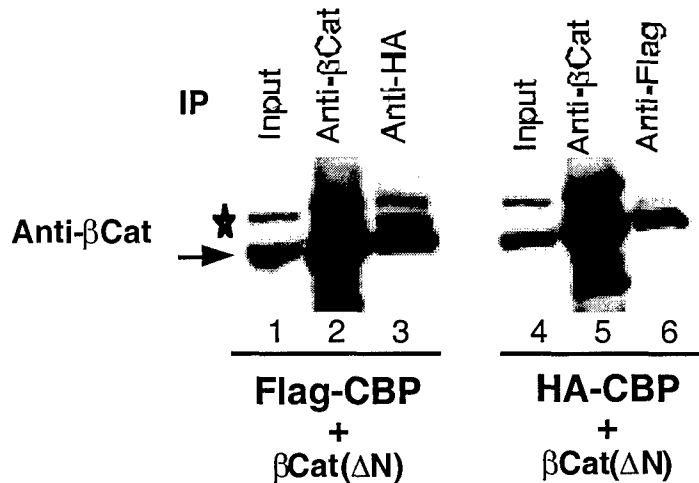 IP
Input
Anti-βCat
Anti-HA
Input
Anti-βCat
Anti-Flag
Anti-βCat
1 2 3 4 5 6
Flag-CBP HA-CBP
+ +
βCat(ΔN) βCat(ΔN)